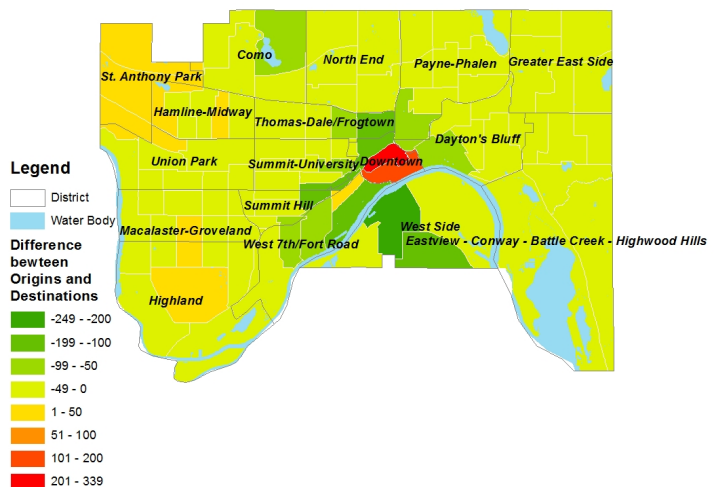 Como
North End
Payne-Phalen
Greater East Side
St. Anthony Park
Hamline-Midway
Thomas-Dale/Frogtown
Dayton's Bluff
Union Park
Summit-University
Downtown
Summit Hill
Macalaster-Groveland
West 7th/Fort Road
West Side
Eastview - Conway - Battle Creek - Highwood Hills
Highland
Legend
District
Water Body
Difference
bewteen
Origins and
Destinations
-249 - -200
-199 - -100
-99 - -50
-49 - 0
1 - 50
51 - 100
101 - 200
201 - 339